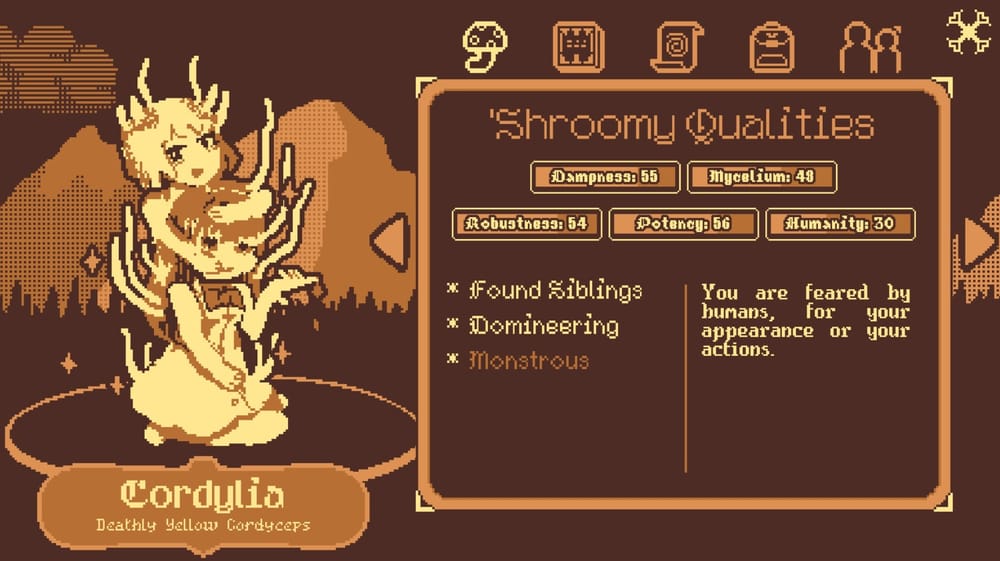 'Shroomy Qualities
Dampness: 55 Mycelium: 48
Robustness: 54 Potency: 56 Humanity: 30
* Found Siblings
* Domineering
* Monstrous
You are feared by
humans, for your
appearance or your
actions.
Cordylia
Deathly Yellow Cordyceps